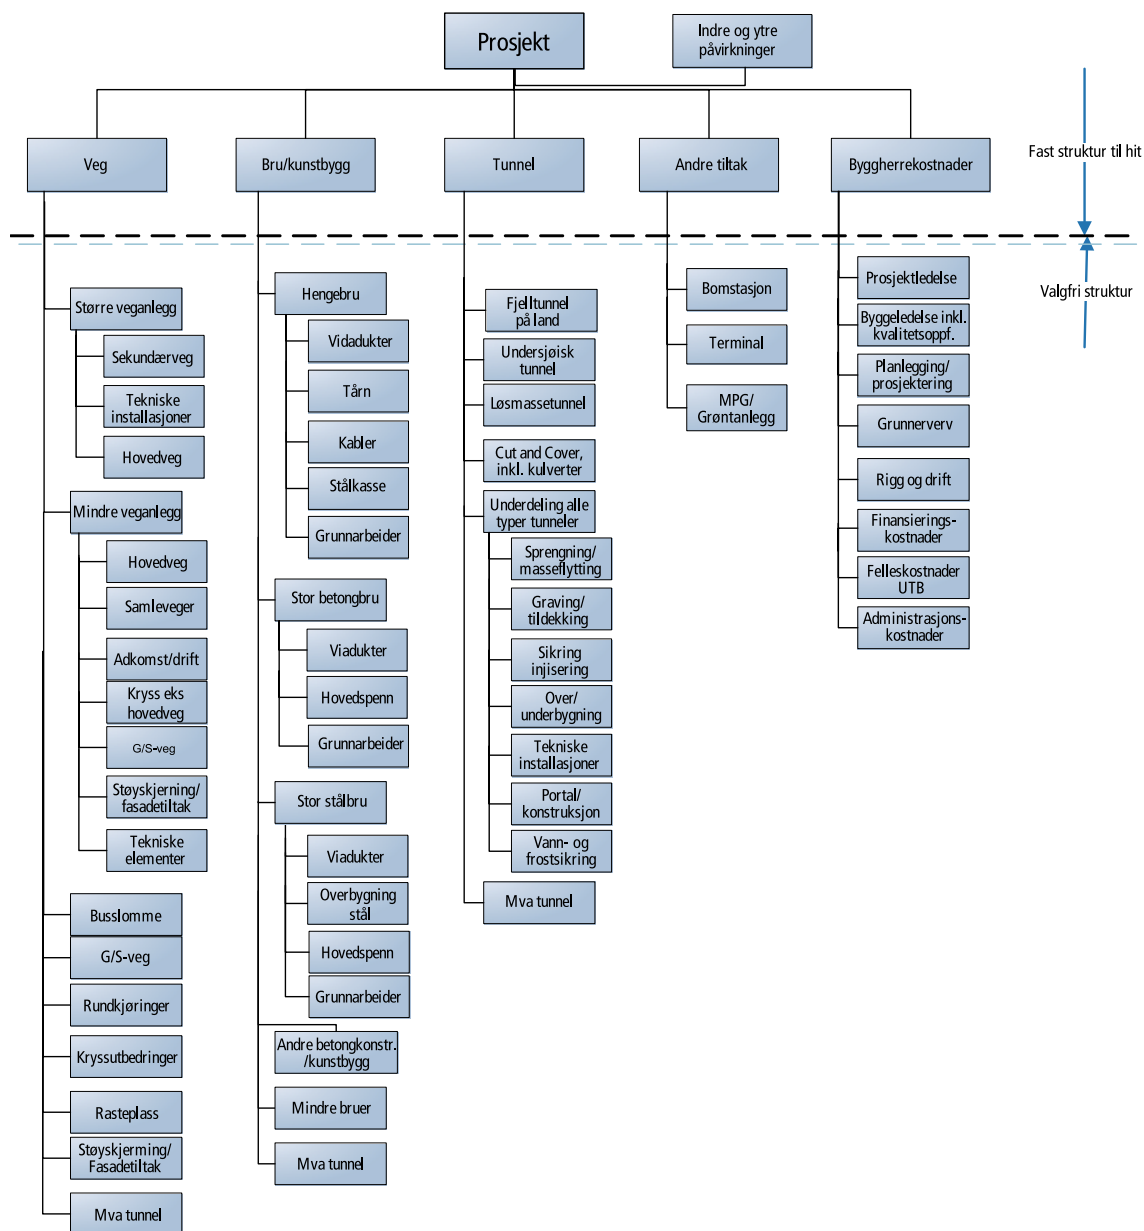 Prosjekt
Indre og ytre
påvirkninger
Veg
Bru/kunstbygg
Tunnel
Andre tiltak
Byggherrekostnader
Fast struktur til hit
Valgfri struktur
Større veganlegg
Sekundærveg
Tekniske
installasjoner
Hovedveg
Mindre veganlegg
Hovedveg
Samleveger
Adkomst/drift
Kryss eks
hovedveg
G/S-veg
Støyskjerning/
fasadetiltak
Tekniske
elementer
Busslomme
G/S-veg
Rundkjøringer
Kryssutbedringer
Rasteplass
Støyskjerming/
Fasadetiltak
Mva tunnel
Hengebru
Vidadukter
Tårn
Kabler
Stålkasse
Grunnarbeider
Stor betongbru
Viadukter
Hovedspenn
Grunnarbeider
Stor stålbru
Viadukter
Overbygning
stål
Hovedspenn
Grunnarbeider
Andre betongkonstr.
/kunstbygg
Mindre bruer
Mva tunnel
Fjelltunnel
på land
Undersjøisk
tunnel
Løsmassetunnel
Cut and Cover,
inkl. kulverter
Underdeling alle
typer tunneler
Sprengning/
masseflytting
Graving/
tildekking
Sikring
injisering
Over/
underbygning
Tekniske
installasjoner
Portal/
konstruksjon
Vann- og
frostsikring
Mva tunnel
Bomstasjon
Terminal
MPG/
Grøntanlegg
Prosjektledelse
Byggeledelse inkl.
kvalitetsoppf.
Planlegging/
prosjektering
Grunnerverv
Rigg og drift
Finansierings-
kostnader
Felleskostnader
UTB
Administrasjons-
kostnader